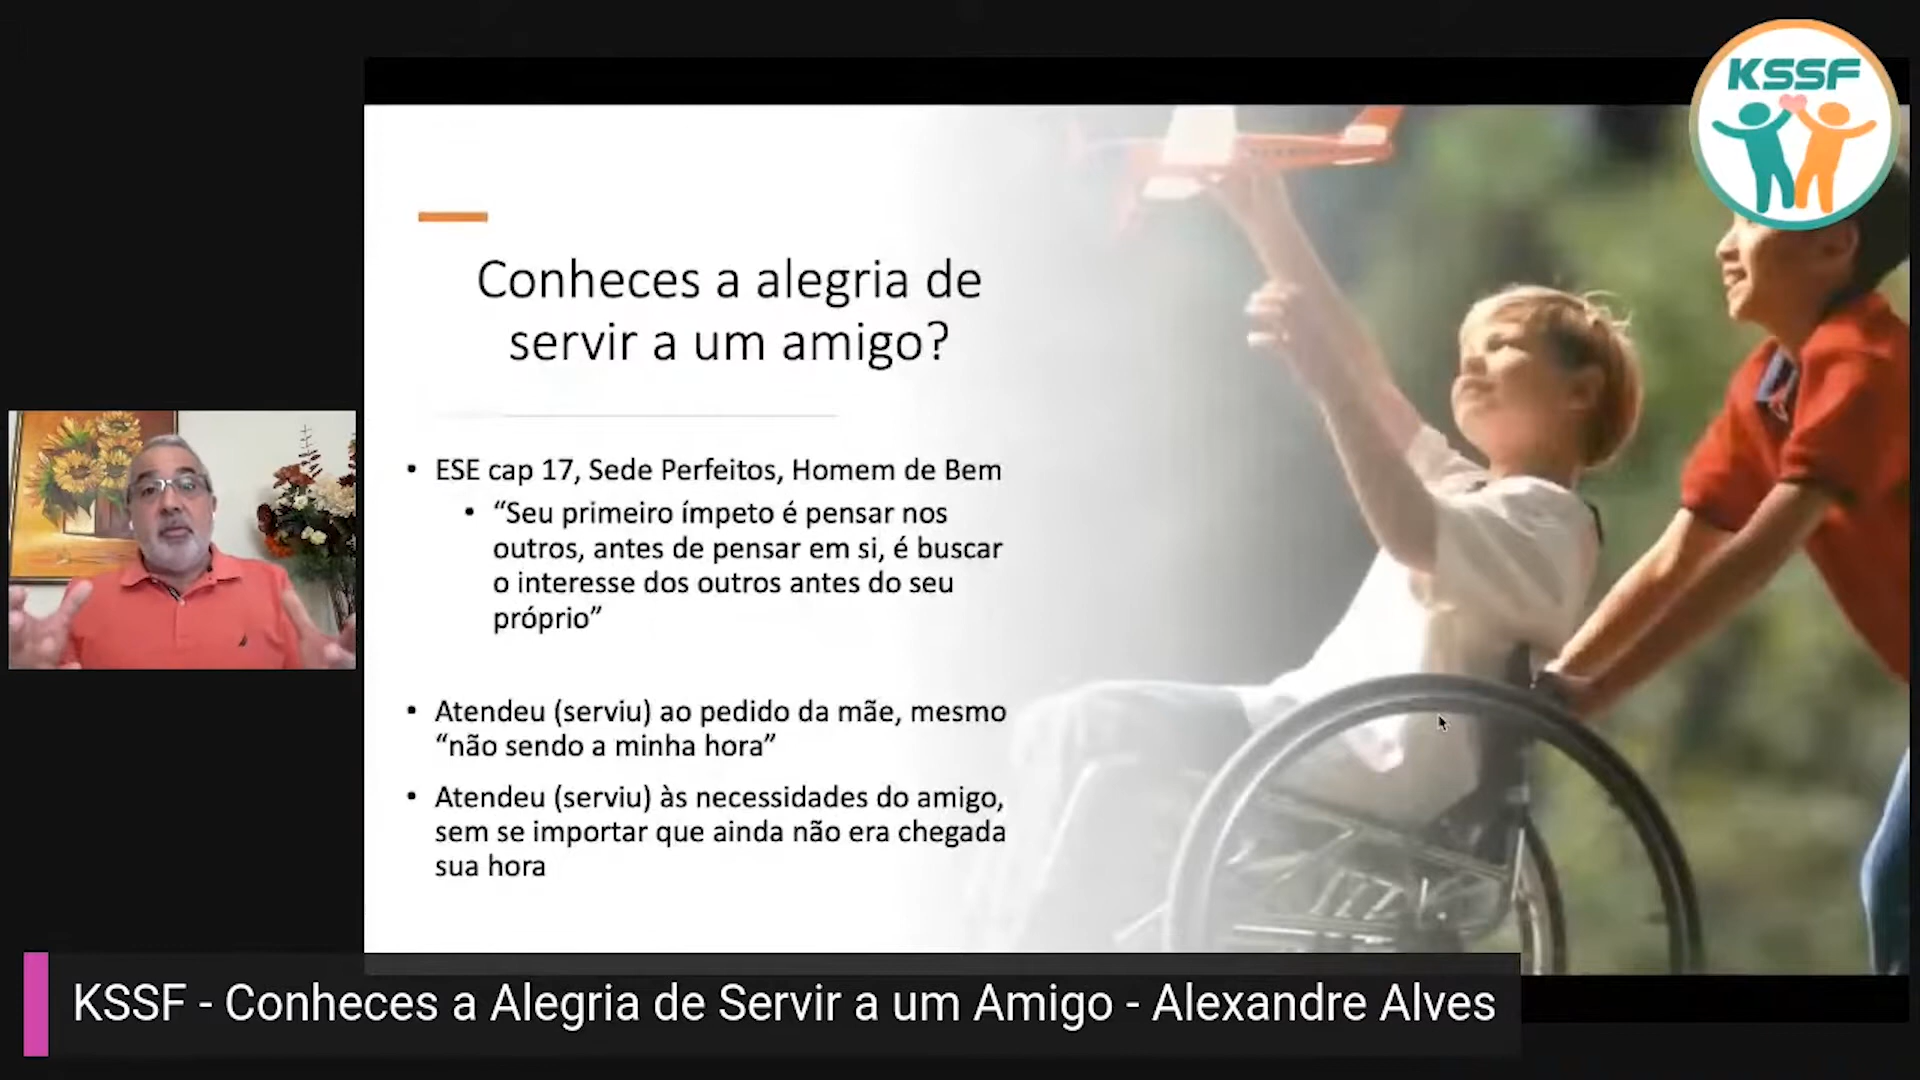 KSSF
Conheces a alegria de
servir a um amigo?
• ESE cap 17, Sede Perfeitos, Homem de Bem
• “Seu primeiro ímpeto é pensar nos
outros, antes de pensar em si, é buscar
o interesse dos outros antes do seu
próprio”
• Atendeu (serviu) ao pedido da mãe, mesmo
“não sendo a minha hora”
• Atendeu (serviu) às necessidades do amigo,
sem se importar que ainda não era chegada
sua hora
KSSF - Conheces a Alegria de Servir a um Amigo - Alexandre Alves